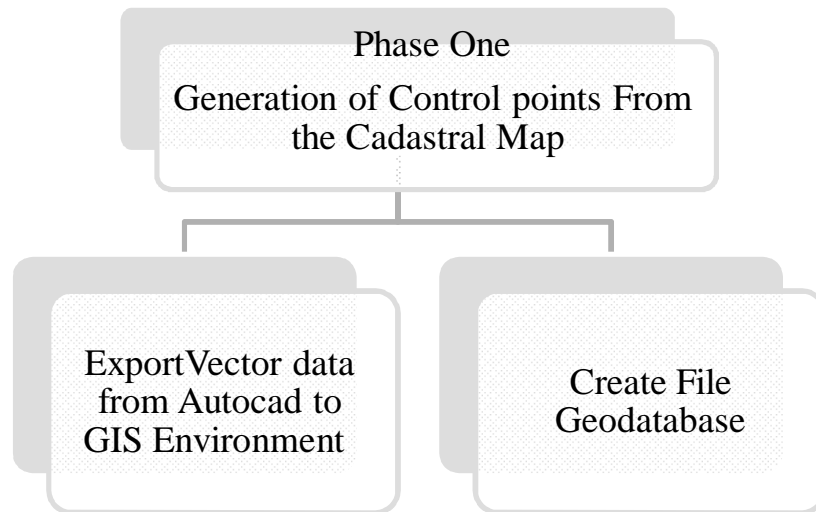 Phase One
Generation of Control points From
the Cadastral Map
ExportVector data
from Autocad to
GIS Environment
Create File
Geodatabase